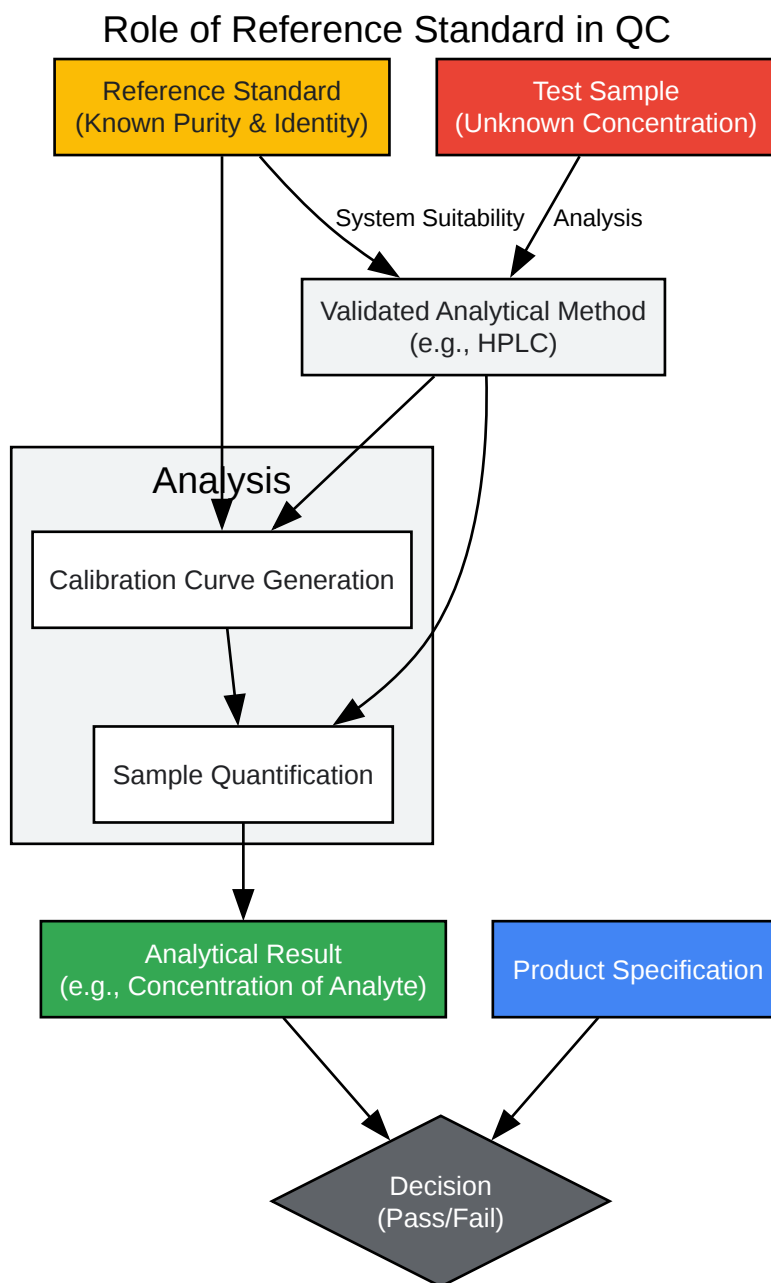 Role of Reference Standard in QC
Reference Standard
(Known Purity & Identity)
Test Sample
(Unknown Concentration)
System Suitability
Analysis
Validated Analytical Method
(e.g., HPLC)
Analysis
Calibration Curve Generation
Sample Quantification
Analytical Result
(e.g., Concentration of Analyte)
Product Specification
Decision
(Pass/Fail)